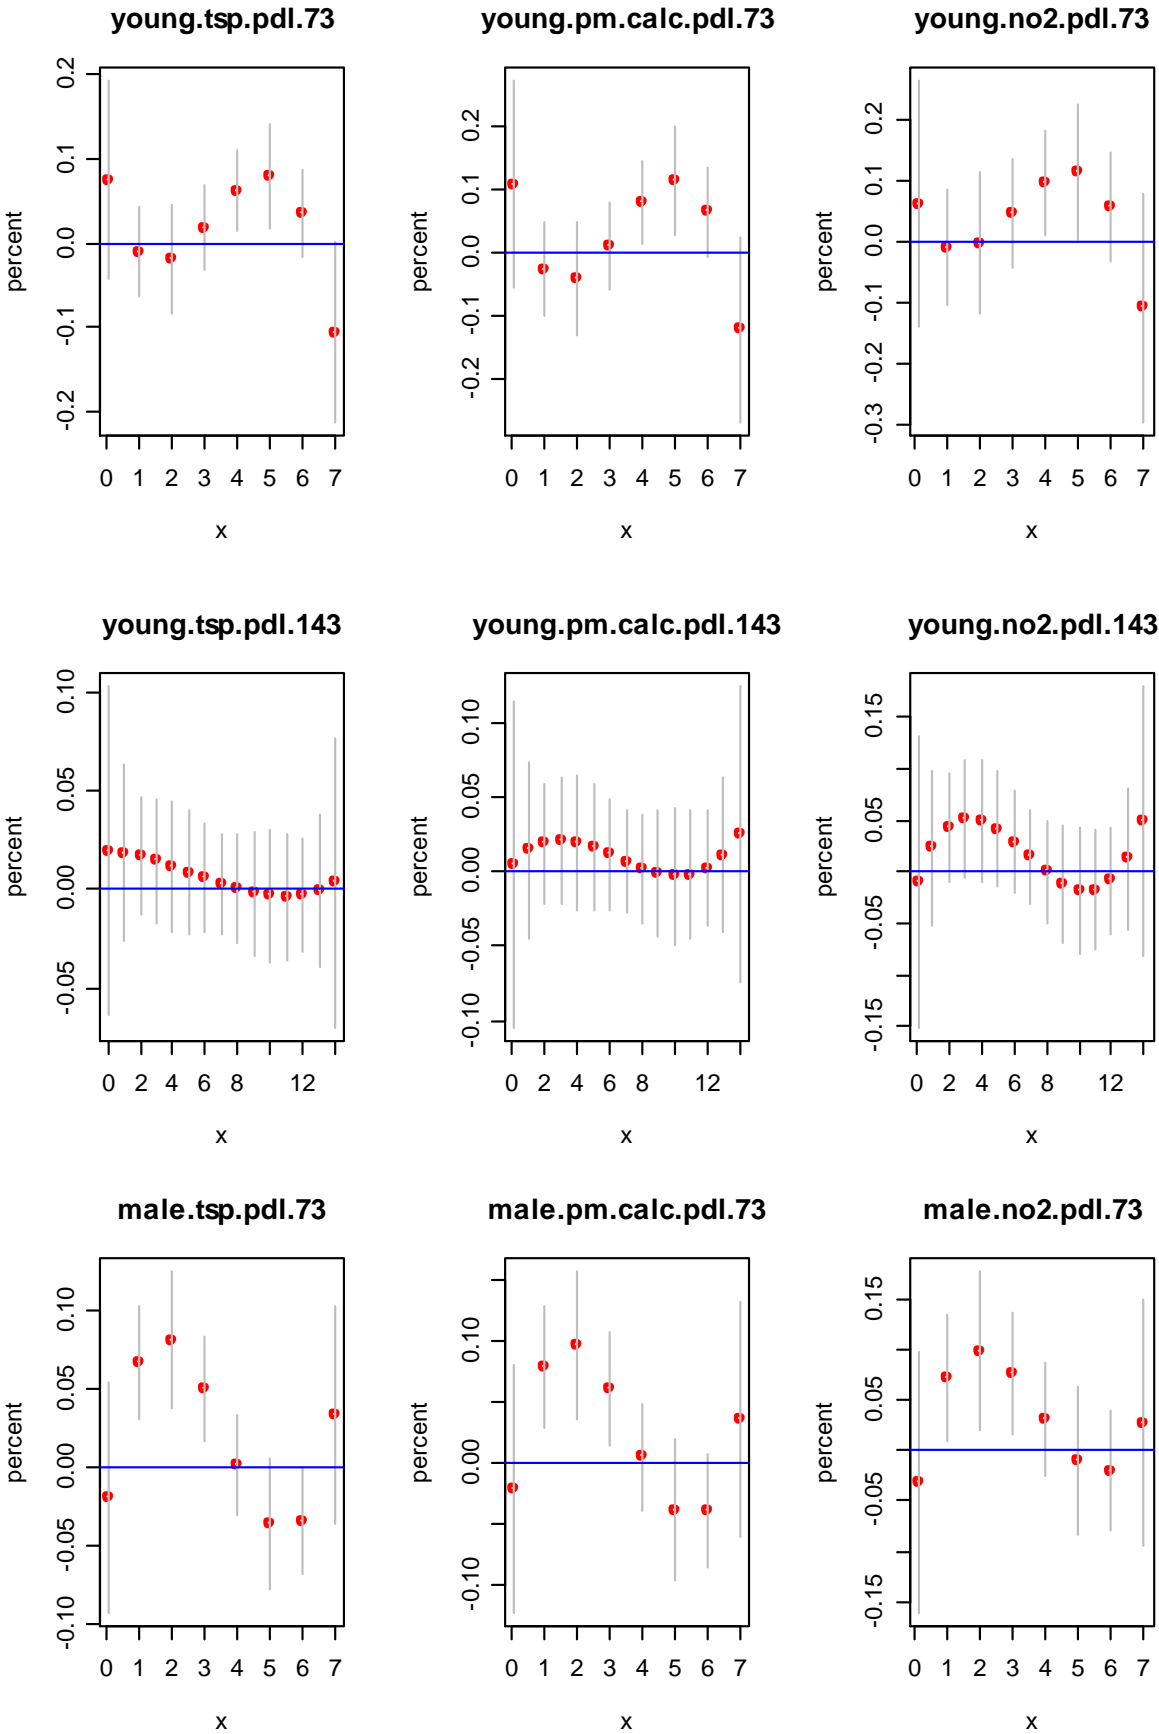 young.tsp.pdl.73 young.pm.calc.pdl.73 young.no2.pdl.73
percent
-0.2 -0.1 0.0 0.1 0.2
0 1 2 3 4 5 6 7
x
percent
-0.2 -0.1 0.0 0.1 0.2
0 1 2 3 4 5 6 7
x
percent
-0.3 -0.2 -0.1 0.0 0.1 0.2
0 1 2 3 4 5 6 7
x
young.tsp.pdl.143 young.pm.calc.pdl.143 young.no2.pdl.143
percent
-0.05 0.00 0.05 0.10
0 2 4 6 8 12
x
percent
-0.10 -0.05 0.00 0.05 0.10
0 2 4 6 8 12
x
percent
-0.15 -0.05 0.05 0.15
0 2 4 6 8 12
x
male.tsp.pdl.73 male.pm.calc.pdl.73 male.no2.pdl.73
percent
-0.10 -0.05 0.00 0.05 0.10
0 1 2 3 4 5 6 7
x
percent
-0.10 0.00 0.10
0 1 2 3 4 5 6 7
x
percent
-0.15 -0.05 0.05 0.15
0 1 2 3 4 5 6 7
x